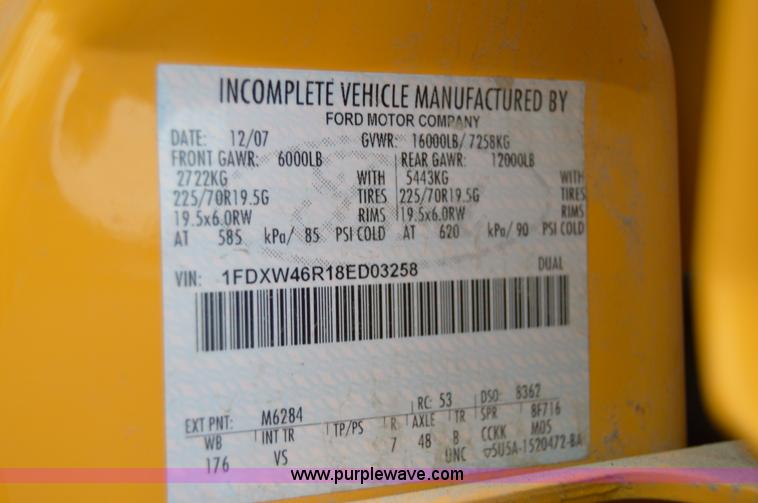 INCOMPLETE VEHICLE MANUFACTURED BY
FORD MOTOR COMPANY
DATE: 12/07 GVWR: 16000LB/ 7258KG
FRONT GAWR: 6000LB REAR GAWR: 12000LB
2722KG WITH 5443KG WITH
225/70R19.5G TIRES 225/70R19.5G TIRES
19.5x6.0RW RIMS 19.5x6.0RW RIMS
AT 585 kPa/ 85 PSI COLD AT 620 kPa/ 90 PSI COLD
VIN: 1FDXW46R18ED03258 DUAL
EXT PNT: M6284 RC: 53 DSO: 8362
WB INT TR TP/PS R AXLE TR SPR 8F716
176 VS 7 48 B CCKK M05
UNC 5U5A-1520472-BA
www.purplewave.com